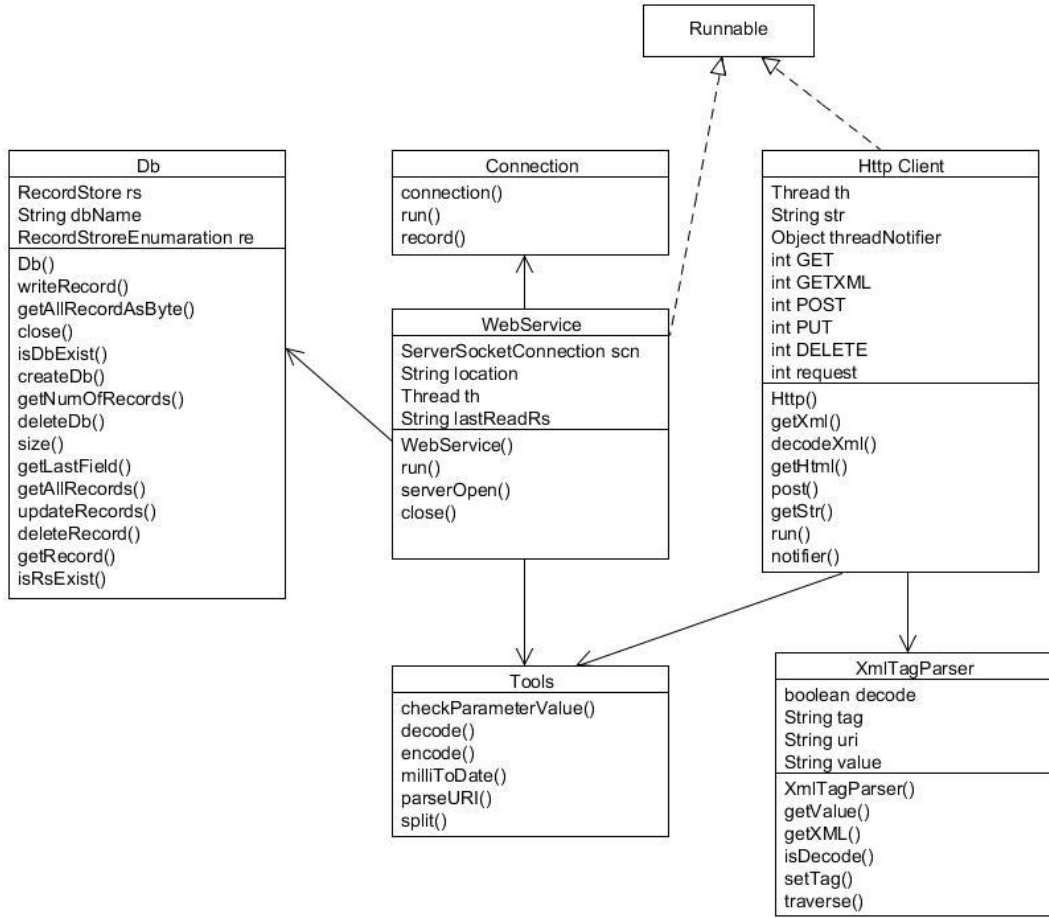 Runnable
Db
RecordStore rs
String dbName
RecordStroreEnumaration re
Db()
writeRecord()
getAllRecordAsByte()
close()
isDbExist()
createDb()
getNumOfRecords()
deleteDb()
size()
getLastField()
getAllRecords()
updateRecords()
deleteRecord()
getRecord()
isRsExist()
Connection
connection()
run()
record()
WebService
ServerSocketConnection scn
String location
Thread th
String lastReadRs
WebService()
run()
serverOpen()
close()
Http Client
Thread th
String str
Object threadNotifier
int GET
int GETXML
int POST
int PUT
int DELETE
int request
Http()
getXml()
decodeXml()
getHtml()
post()
getStr()
run()
notifier()
Tools
checkParameterValue()
decode()
encode()
milliToDate()
parseURI()
split()
XmlTagParser
boolean decode
String tag
String uri
String value
XmlTagParser()
getValue()
getXML()
isDecode()
setTag()
traverse()